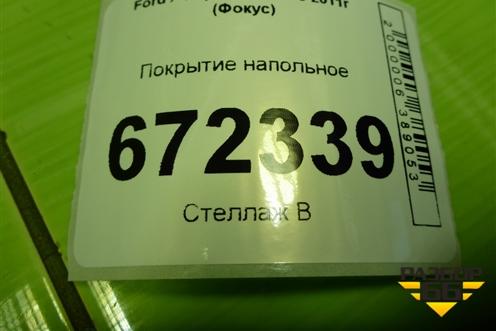 Ford 2011г
(Фокус)
Покрытие напольное
672339
Стеллаж В
2000006389053
РАЗБОР
66